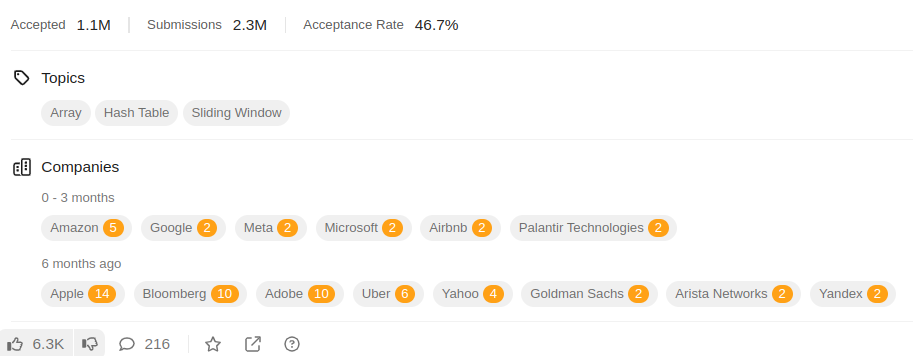 Accepted 1.1M Submissions 2.3M Acceptance Rate 46.7%
Topics
Array Hash Table Sliding Window
Companies
0 - 3 months
Amazon 5 Google 2 Meta 2 Microsoft 2 Airbnb 2 Palantir Technologies 2
6 months ago
Apple 14 Bloomberg 10 Adobe 10 Uber 6 Yahoo 4 Goldman Sachs 2 Arista Networks 2 Yandex 2
6.3K 216